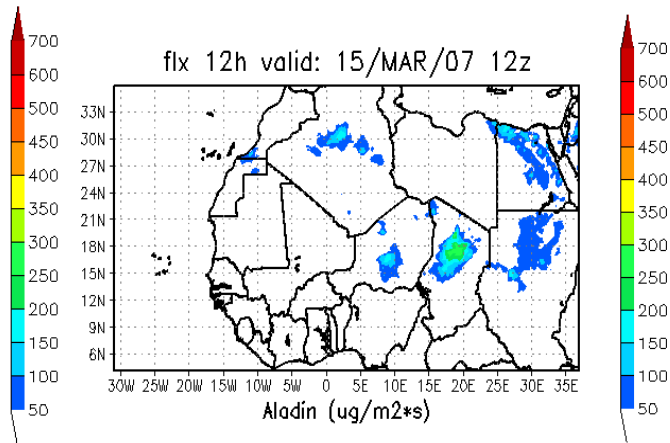 flx 12h valid: 15/MAR/07 12z
700
600
500
450
400
350
300
250
200
150
100
50
33N
30N
27N
24N
21N
18N
15N
12N
9N
6N
30W 25W 20W 15W 10W 5W 0 5E 10E 15E 20E 25E 30E 35E
Aladin (ug/m2*s)
700
600
500
450
400
350
300
250
200
150
100
50